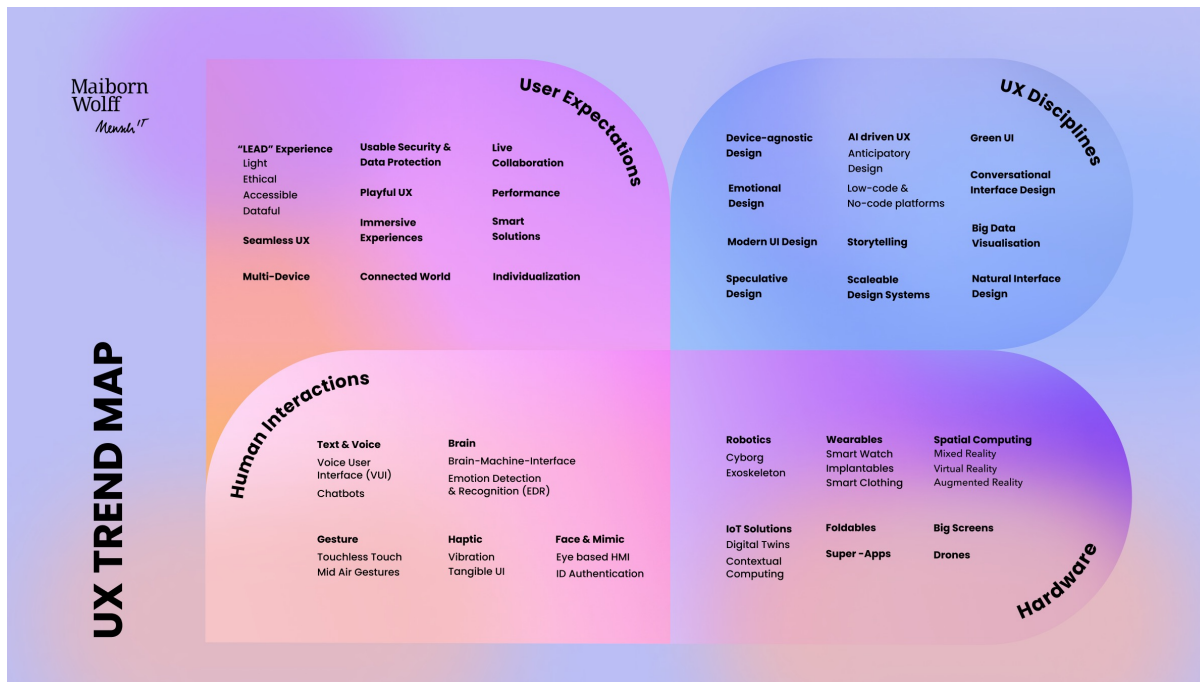 Maiborn
Wolff
Mensch IT
UX TREND MAP
User Expectations
"LEAD" Experience
Light
Ethical
Accessible
Dataful
Seamless UX
Multi-Device
Usable Security &
Data Protection
Playful UX
Immersive
Experiences
Connected World
Live
Collaboration
Performance
Smart
Solutions
Individualization
UX Disciplines
Device-agnostic
Design
Emotional
Design
Modern UI Design
Speculative
Design
AI driven UX
Anticipatory
Design
Low-code &
No-code platforms
Storytelling
Scaleable
Design Systems
Green UI
Conversational
Interface Design
Big Data
Visualisation
Natural Interface
Design
Human Interactions
Text & Voice
Voice User
Interface (VUI)
Chatbots
Brain
Brain-Machine-Interface
Emotion Detection
& Recognition (EDR)
Gesture
Touchless Touch
Mid Air Gestures
Haptic
Vibration
Tangible UI
Face & Mimic
Eye based HMI
ID Authentication
Hardware
Robotics
Cyborg
Exoskeleton
Wearables
Smart Watch
Implantables
Smart Clothing
Spatial Computing
Mixed Reality
Virtual Reality
Augmented Reality
IoT Solutions
Digital Twins
Contextual
Computing
Foldables
Super -Apps
Big Screens
Drones